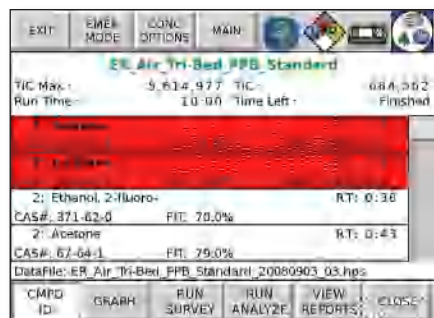 EXIT
EMER MODE
CONC OPTIONS
MAIN
ER_Air_Tri-Bed_PPB_Standard
TIC Max - 5,614,977 TIC - 684,562
Run Time - 10:00 Time Left - Finished
2: Ethanol, 2-fluoro- RT: 0:36
CAS#: 371-62-0 FIT: 70.0%
2: Acetone RT: 0:43
CAS#: 67-64-1 FIT: 79.0%
DataFile: ER_Air_Tri-Bed_PPB_Standard_20080903_03.hps
CMPD ID
GRAPH
RUN SURVEY
RUN ANALYZE
VIEW REPORTS
CLOSE